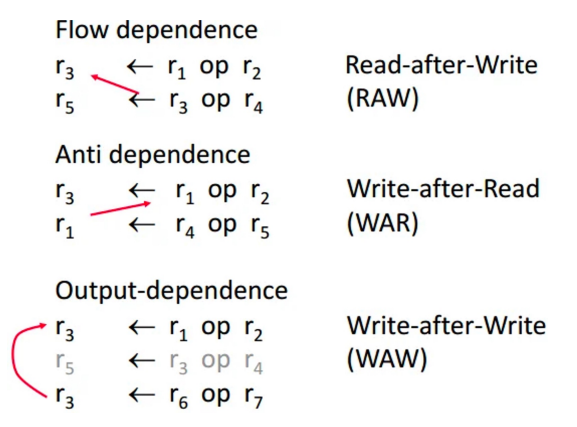 Flow dependence
r₃ ← r₁ op r₂ Read-after-Write
r₅ ← r₃ op r₄ (RAW)
Anti dependence
r₃ ← r₁ op r₂ Write-after-Read
r₁ ← r₄ op r₅ (WAR)
Output-dependence
r₃ ← r₁ op r₂ Write-after-Write
r₅ ← r₃ op r₄ (WAW)
r₃ ← r₆ op r₇